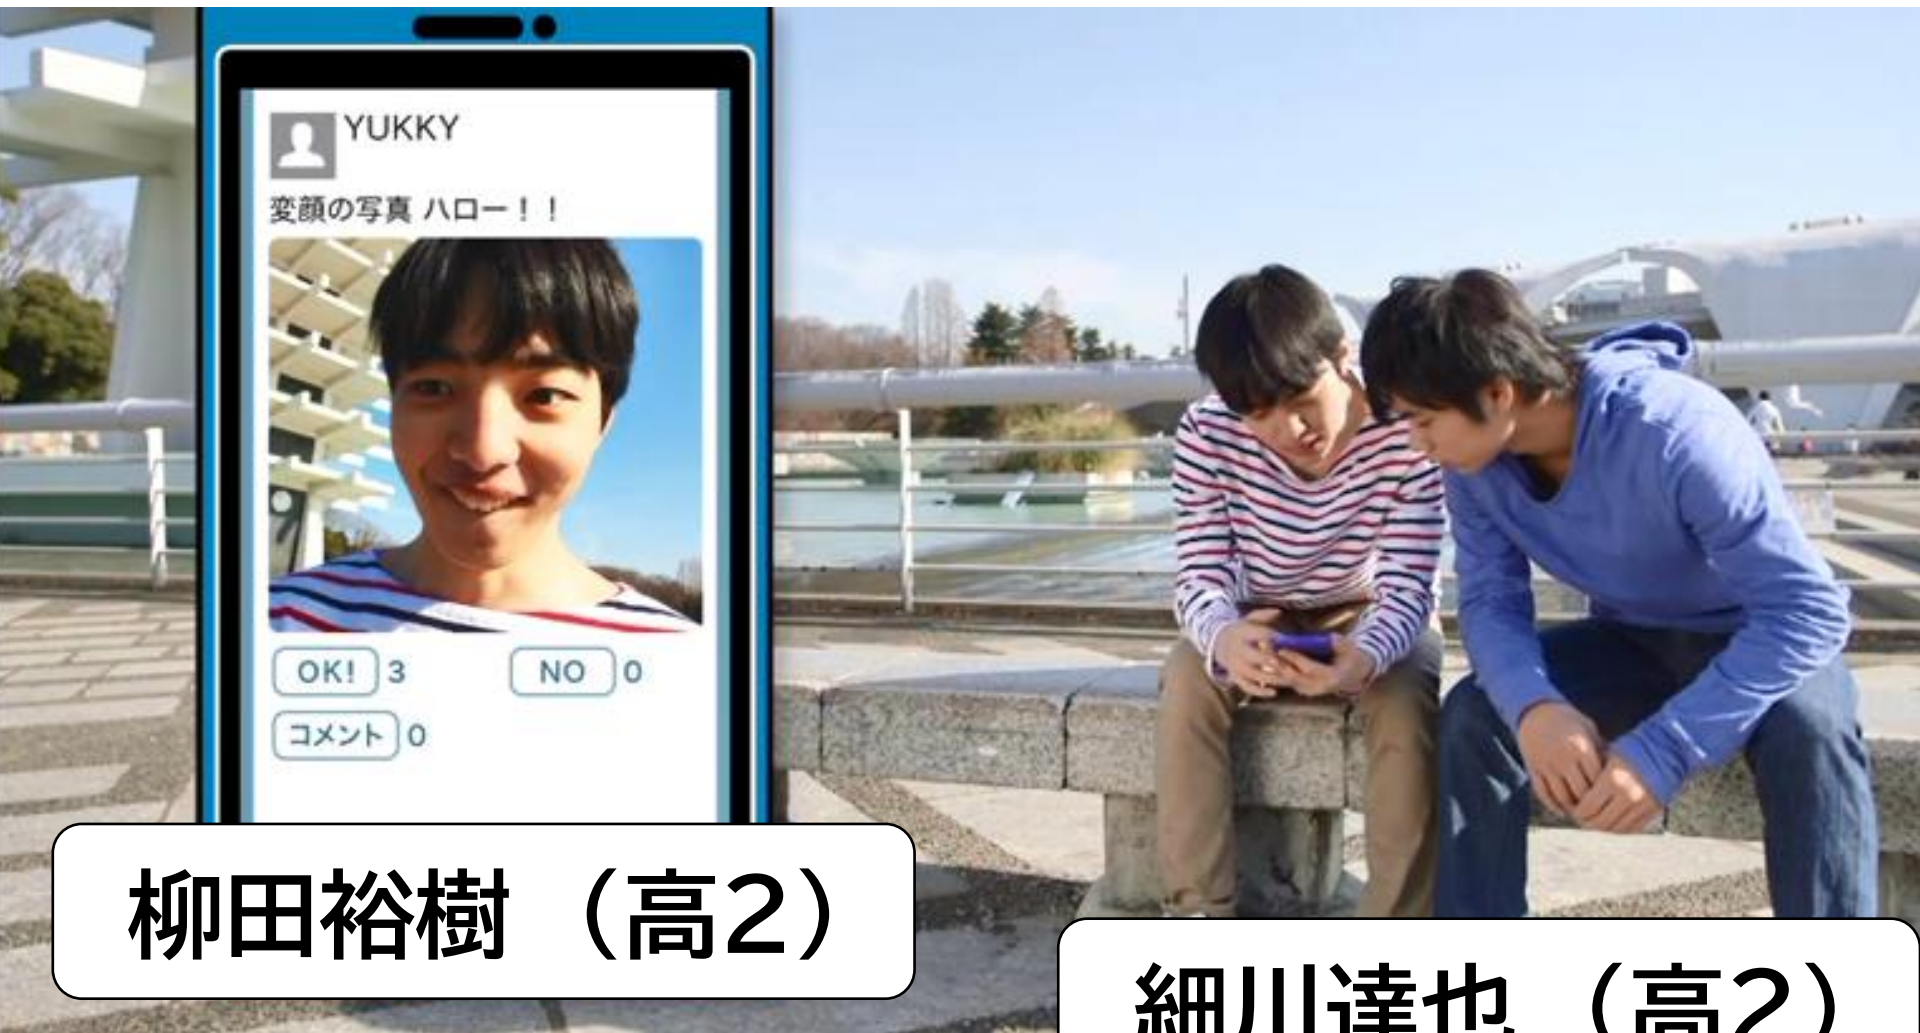 YUKKY
変顔の写真 ハロー！！
OK! 3 NO 0
コメント 0
柳田裕樹（高2）
細川達也（高2）